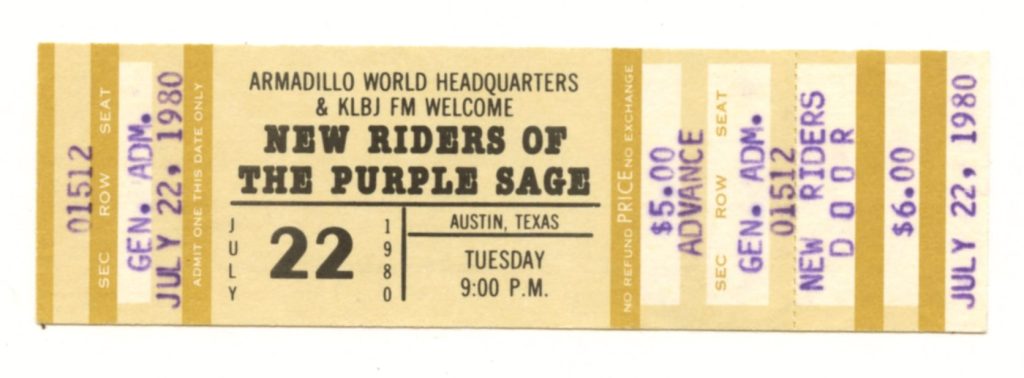 01512
SEC ROW SEAT
GEN. ADM.
JULY 22, 1980
ADMIT ONE THIS DATE ONLY
ARMADILLO WORLD HEADQUARTERS
& KLBJ FM WELCOME
NEW RIDERS OF
THE PURPLE SAGE
JULY
22
1980
AUSTIN, TEXAS
TUESDAY
9:00 P.M.
NO REFUND PRICE NO EXCHANGE
$5.00
ADVANCE
SEC ROW SEAT
GEN. ADM.
01512
NEW RIDERS
DOOR
$6.00
JULY 22, 1980